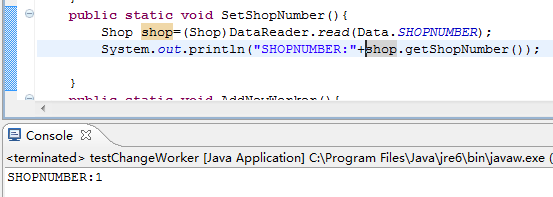 public static void SetShopNumber(){
Shop shop=(Shop)DataReader.read(Data.SHOPNUMBER);
System.out.println("SHOPNUMBER:"+shop.getShopNumber());
}
public static void AddNewWorker(){
Console
<terminated> testChangeWorker [Java Application] C:\Program Files\Java\jre6\bin\javaw.exe (
SHOPNUMBER:1